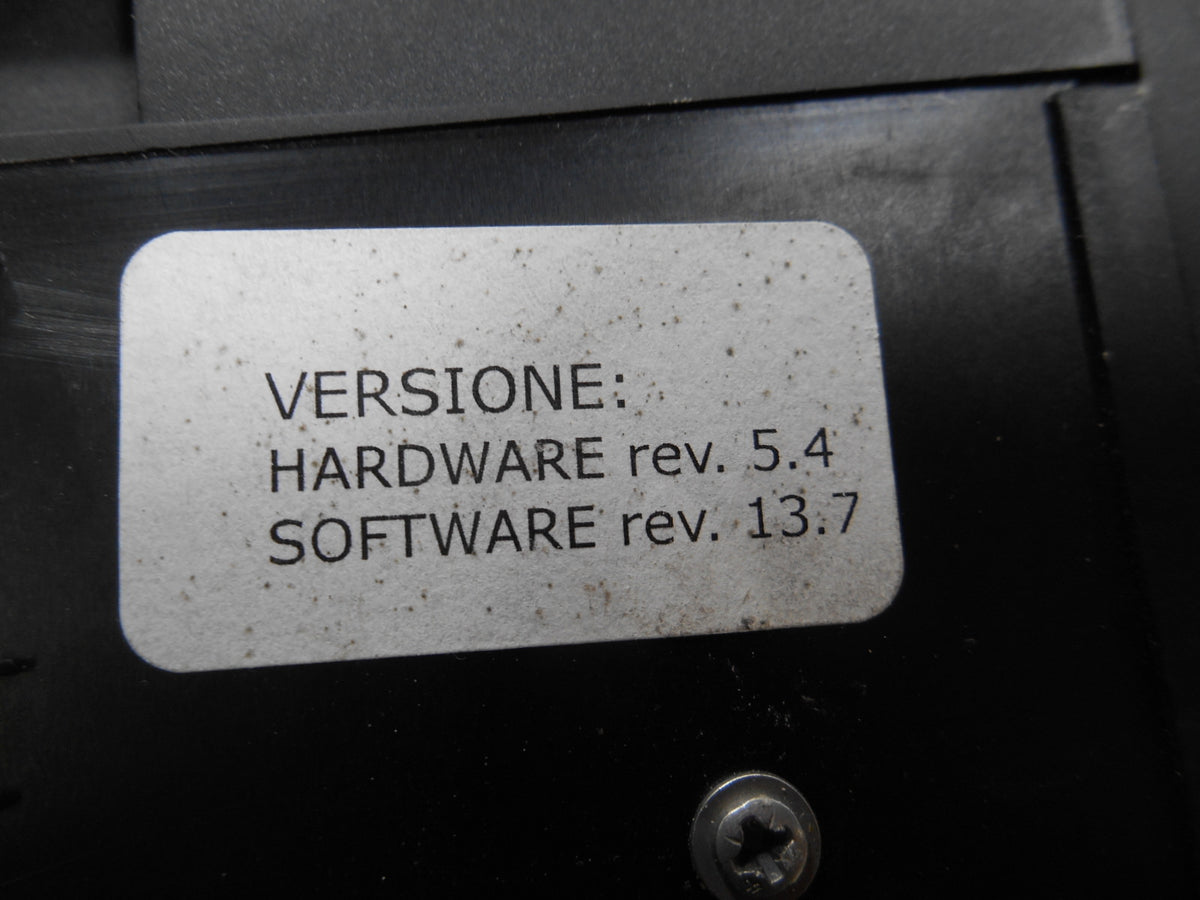 VERSIONE:
HARDWARE rev. 5.4
SOFTWARE rev. 13.7